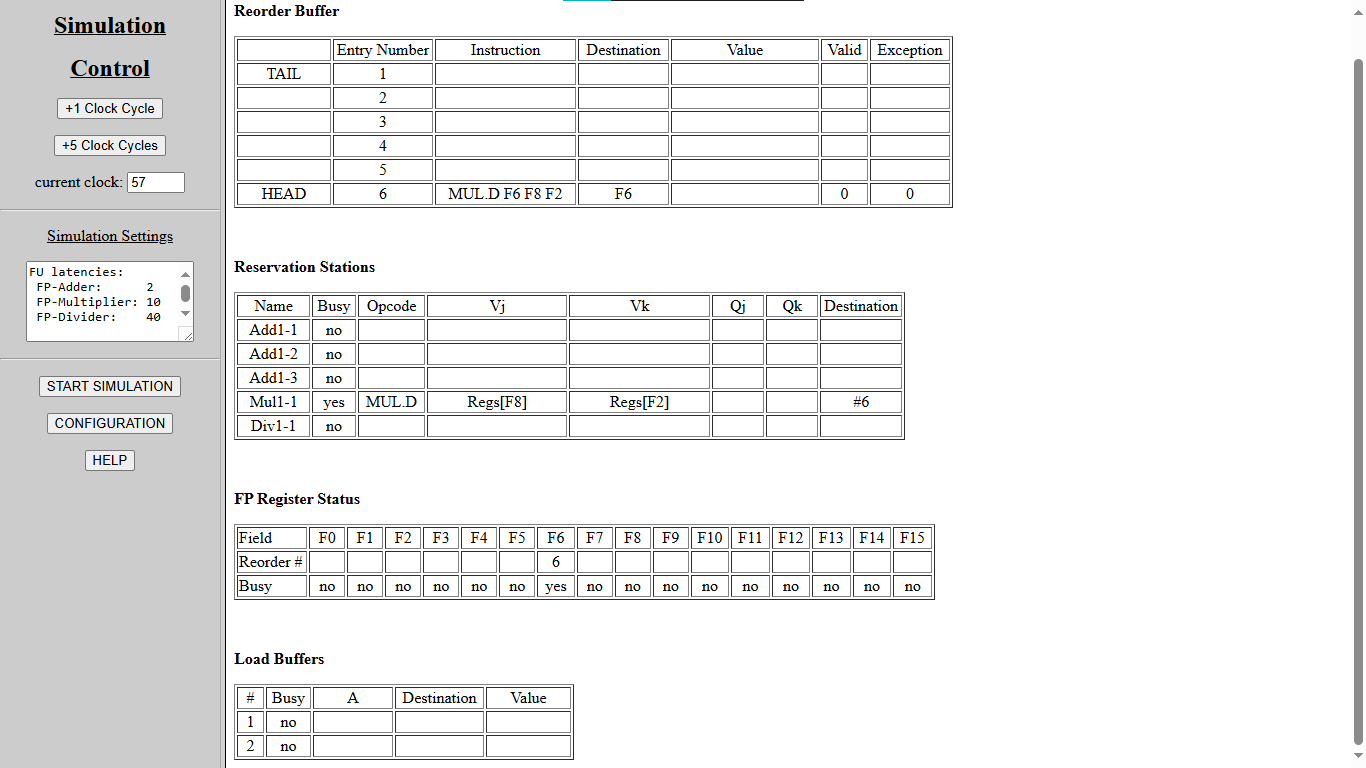 Simulation
Control
+1 Clock Cycle
+5 Clock Cycles
current clock: 57
Simulation Settings
FU latencies:
FP-Adder: 2
FP-Multiplier: 10
FP-Divider: 40
START SIMULATION
CONFIGURATION
HELP
Reorder Buffer
Entry Number Instruction Destination Value Valid Exception
TAIL 1
2
3
4
5
HEAD 6 MUL.D F6 F8 F2 F6 0 0
Reservation Stations
Name Busy Opcode Vj Vk Qj Qk Destination
Add1-1 no
Add1-2 no
Add1-3 no
Mul1-1 yes MUL.D Regs[F8] Regs[F2] #6
Div1-1 no
FP Register Status
Field F0 F1 F2 F3 F4 F5 F6 F7 F8 F9 F10 F11 F12 F13 F14 F15
Reorder # 6
Busy no no no no no no yes no no no no no no no no no
Load Buffers
# Busy A Destination Value
1 no
2 no